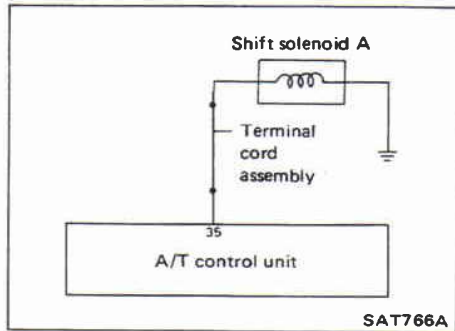 Shift solenoid A
Terminal
cord
assembly
35
A/T control unit
SAT766A